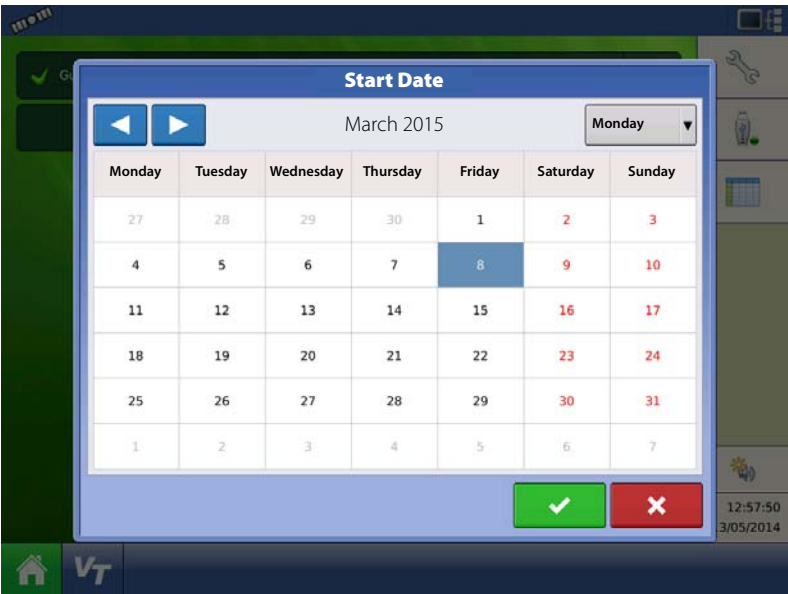 Start Date
March 2015
Monday
Monday Tuesday Wednesday Thursday Friday Saturday Sunday
27 28 29 30 1 2 3
4 5 6 7 8 9 10
11 12 13 14 15 16 17
18 19 20 21 22 23 24
25 26 27 28 29 30 31
1 2 3 4 5 6 7
12:57:50
3/05/2014
VT